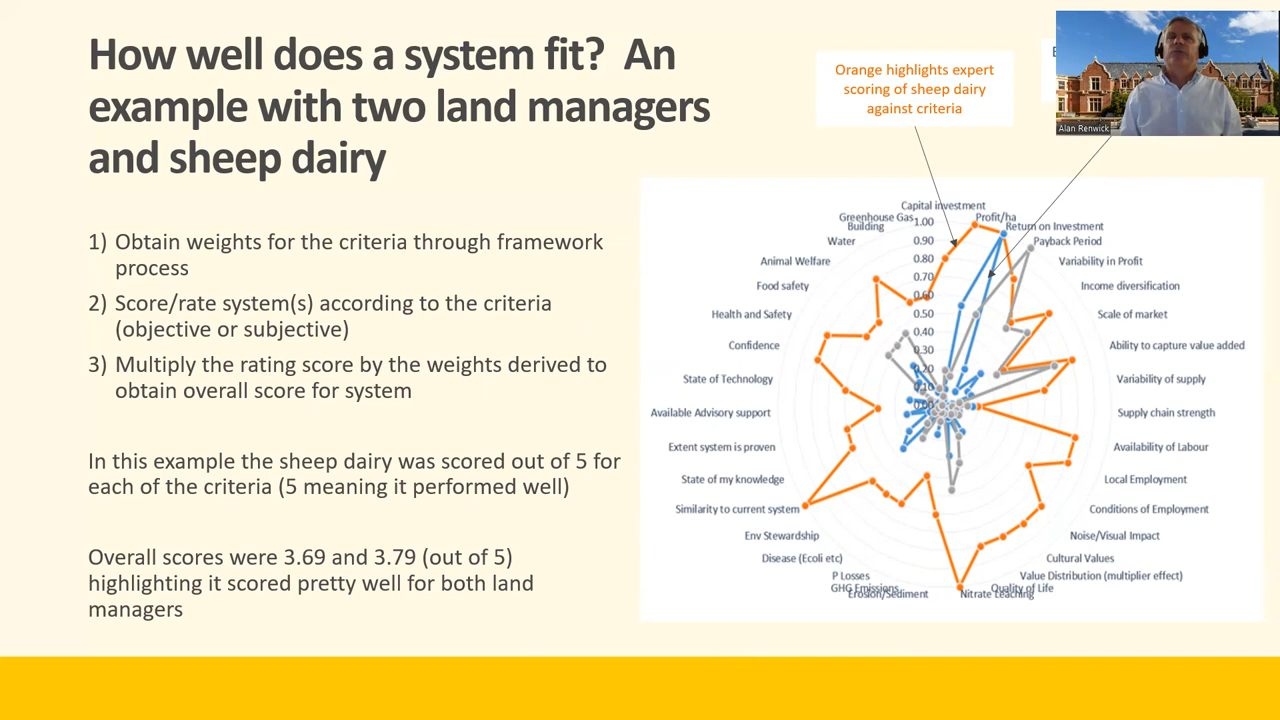 How well does a system fit?  An
example with two land managers
and sheep dairy
Orange highlights expert
scoring of sheep dairy
against criteria
Alan Renwick
1) Obtain weights for the criteria through framework
process
2) Score/rate system(s) according to the criteria
(objective or subjective)
3) Multiply the rating score by the weights derived to
obtain overall score for system
In this example the sheep dairy was scored out of 5 for
each of the criteria (5 meaning it performed well)
Overall scores were 3.69 and 3.79 (out of 5)
highlighting it scored pretty well for both land
managers
Capital investment
Profit/ha
Return on Investment
Payback Period
Variability in Profit
Income diversification
Scale of market
Ability to capture value added
Variability of supply
Supply chain strength
Availability of Labour
Local Employment
Conditions of Employment
Noise/Visual Impact
Cultural Values
Value Distribution (multiplier effect)
Quality of Life
Nitrate Leaching
Erosion/Sediment
GHG Emissions
P Losses
Disease (Ecoli etc)
Env Stewardship
Similarity to current system
State of my knowledge
Extent system is proven
Available Advisory support
State of Technology
Confidence
Health and Safety
Food safety
Animal Welfare
Water
Building
Greenhouse Gas
1.00
0.90
0.80
0.70
0.60
0.50
0.40
0.30
0.20
0.10
0.00